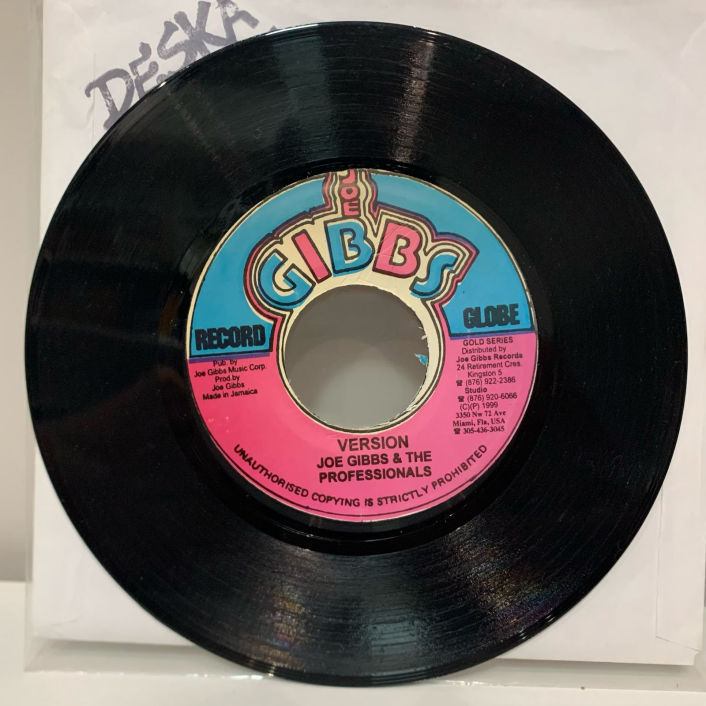 DÉSKA
JOE
GIBBS
RECORD
GLOBE
Pub. by
Joe Gibbs Music Corp.
Prod.by
Joe Gibbs
Made in Jamaica
GOLD SERIES
Distributed by
Joe Gibbs Records
24 Retirement Cres.
Kingston 5
☎ (876) 922-2386
Studio
☎ (876) 920-6066
(C)(P) 1999
3350 Nw 72 Ave
Miami, Fla, USA
☎ 305-436-3045
VERSION
JOE GIBBS & THE
PROFESSIONALS
UNAUTHORISED COPYING IS STRICTLY PROHIBITED